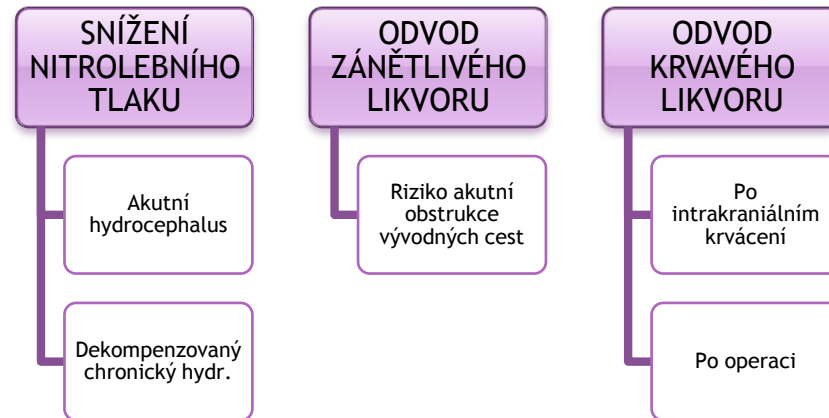 SNÍŽENÍ
NITROLEBNÍHO
TLAKU
Akutní
hydrocephalus
Dekompenzovaný
chronický hydr.
ODVOD
ZÁNĚTLIVÉHO
LIKVORU
Riziko akutní
obstrukce
vývodných cest
ODVOD
KRVAVÉHO
LIKVORU
Po
intrakraniálním
krvácení
Po operaci